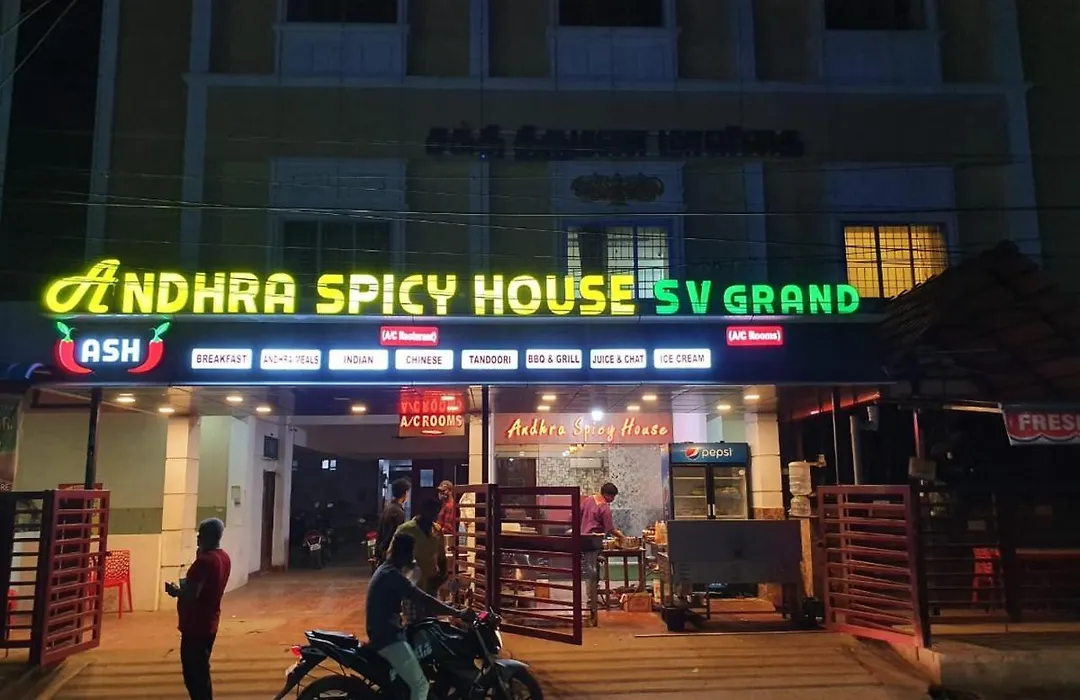 ANDHRA SPICY HOUSE SV GRAND
ASH
(A/C Restaurant)
(A/C Rooms)
BREAKFAST
ANDHRA MEALS
INDIAN
CHINESE
TANDOORI
BBQ & GRILL
JUICE & CHAT
ICE CREAM
A/C ROOMS
Andhra Spicy House
pepsi
FRES